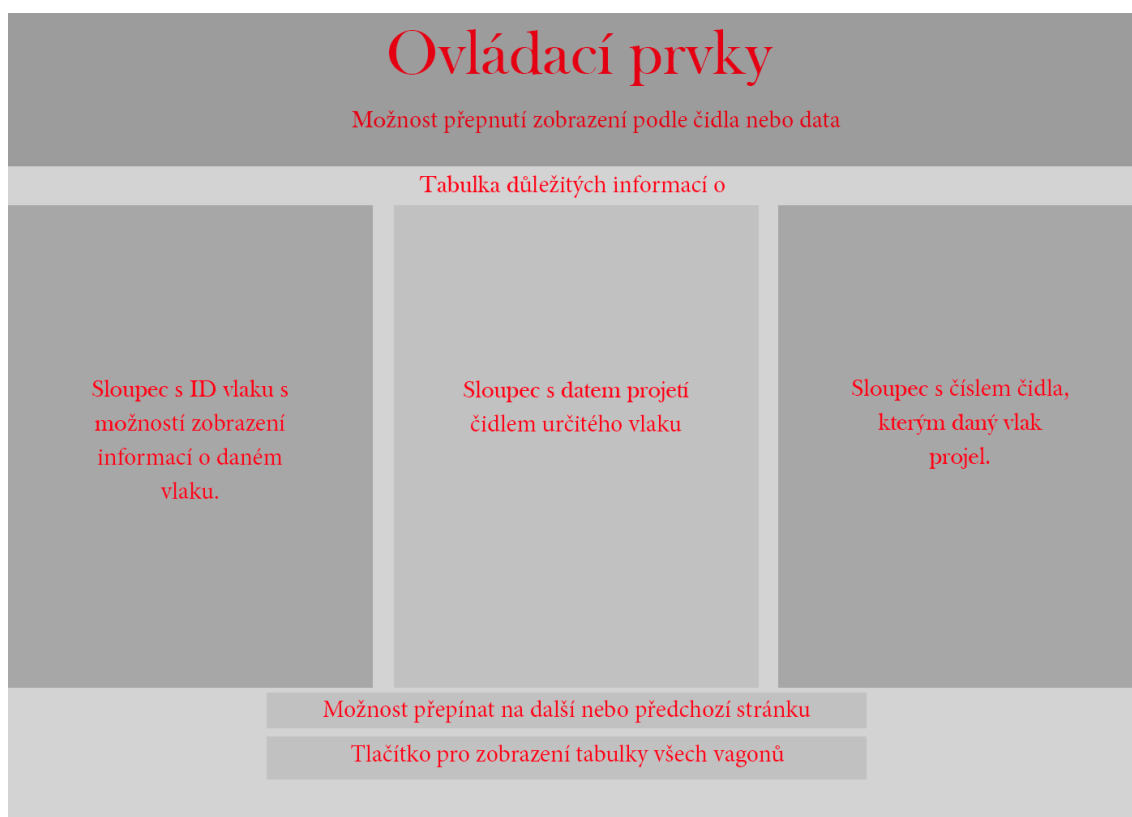 Ovládací prvky
Možnost přepnutí zobrazení podle čidla nebo data
Tabulka důležitých informací o
Sloupec s ID vlaku s
možností zobrazení
informací o daném
vlaku.
Sloupec s datem projetí
čidlem určitého vlaku
Sloupec s číslem čidla,
kterým daný vlak
projel.
Možnost přepínat na další nebo předchozí stránku
Tlačítko pro zobrazení tabulky všech vagonů